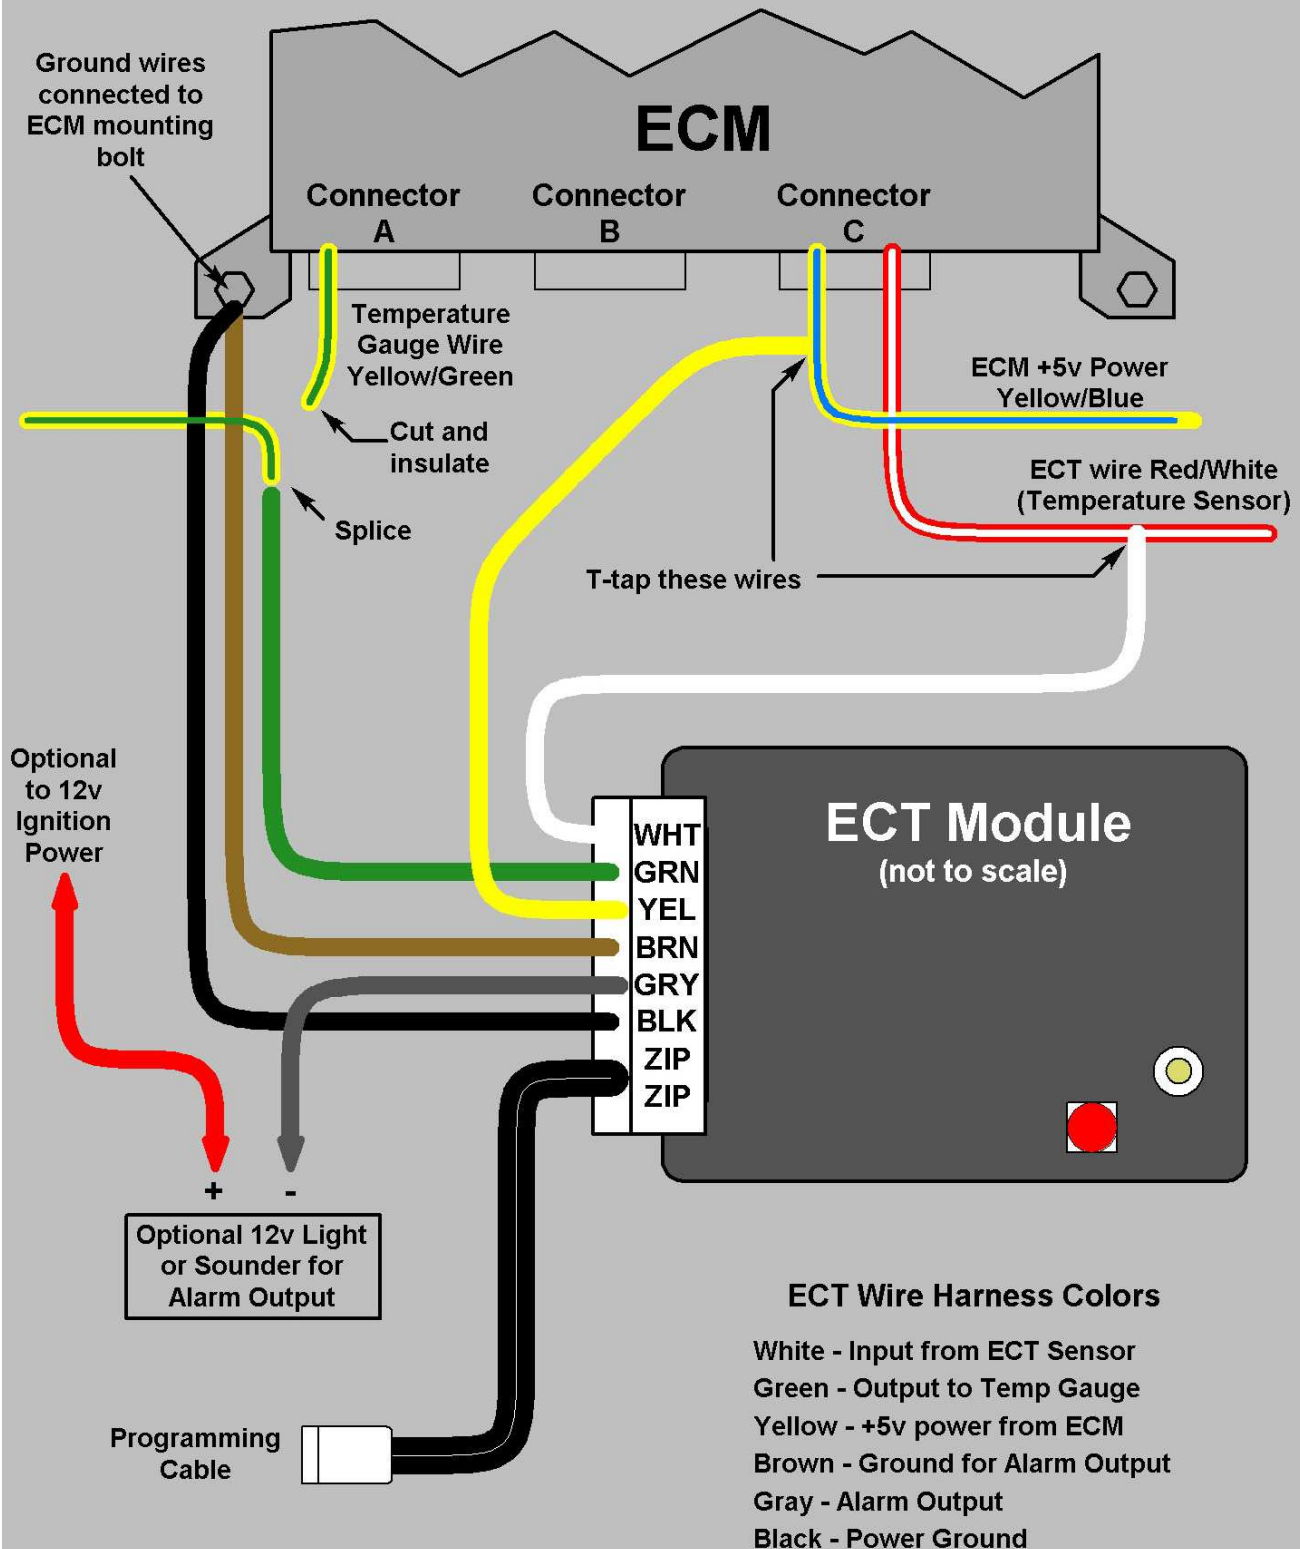 Ground wires
connected to
ECM mounting
bolt
ECM
Connector
A
Connector
B
Connector
C
Temperature
Gauge Wire
Yellow/Green
Cut and
insulate
Splice
ECM +5v Power
Yellow/Blue
ECT wire Red/White
(Temperature Sensor)
T-tap these wires
Optional
to 12v
Ignition
Power
ECT Module
(not to scale)
WHT
GRN
YEL
BRN
GRY
BLK
ZIP
ZIP
+ -
Optional 12v Light
or Sounder for
Alarm Output
Programming
Cable
ECT Wire Harness Colors
White - Input from ECT Sensor
Green - Output to Temp Gauge
Yellow - +5v power from ECM
Brown - Ground for Alarm Output
Gray - Alarm Output
Black - Power Ground